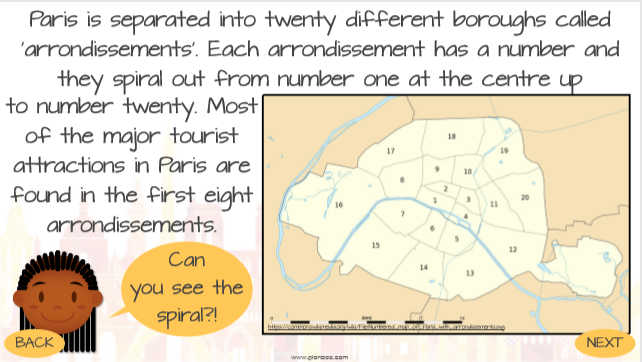 Paris is separated into twenty different boroughs called
'arrondissements'. Each arrondissement has a number and
they spiral out from number one at the centre up
to number twenty. Most
of the major tourist
attractions in Paris are
found in the first eight
arrondissements.
18
17
19
9
10
8
2
20
16
1
3
11
7
4
6
5
15
12
14
13
Can
you see the
spiral?!
https://commons.wikimedia.org/wiki/File:Numbered_map_of_Paris_with_arrondissements.svg
BACK
NEXT
www.planbee.com